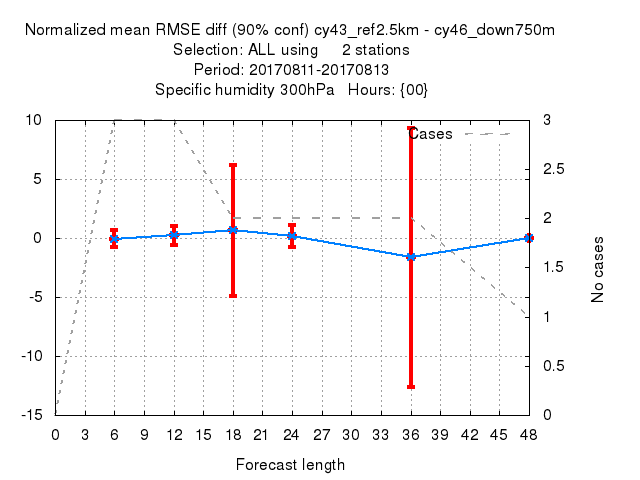 Normalized mean RMSE diff (90% conf) cy43_ref2.5km - cy46_down750m
Selection: ALL using 2 stations
Period: 20170811-20170813
Specific humidity 300hPa Hours: {00}
Cases
10
5
0
-5
-10
-15
3
2.5
2
1.5
1
0.5
0
No cases
0 3 6 9 12 15 18 21 24 27 30 33 36 39 42 45 48
Forecast length